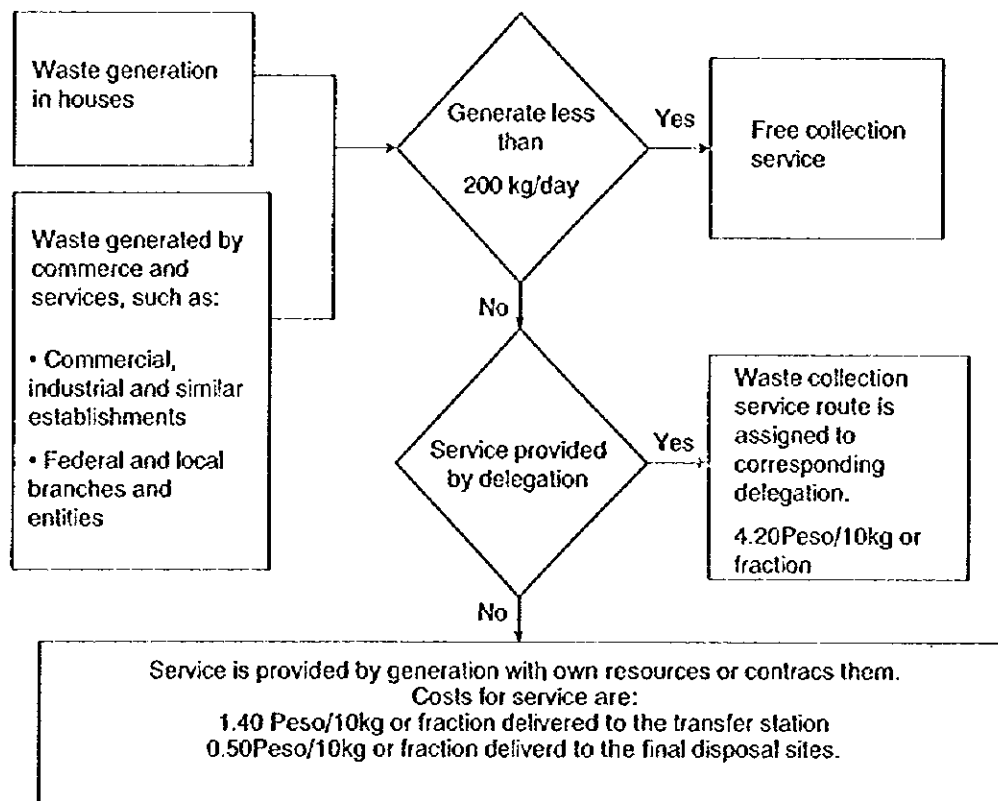 Waste generation
in houses
Waste generated by
commerce and
services, such as:
• Commercial,
industrial and similar
establishments
• Federal and local
branches and
entities
Generate less
than
200 kg/day
Yes
Free collection
service
No
Service provided
by delegation
Yes
Waste collection
service route is
assigned to
corresponding
delegation.
4.20Peso/10kg or
fraction
No
Service is provided by generation with own resources or contracs them.
Costs for service are:
1.40 Peso/10kg or fraction delivered to the transfer station
0.50Peso/10kg or fraction deliverd to the final disposal sites.